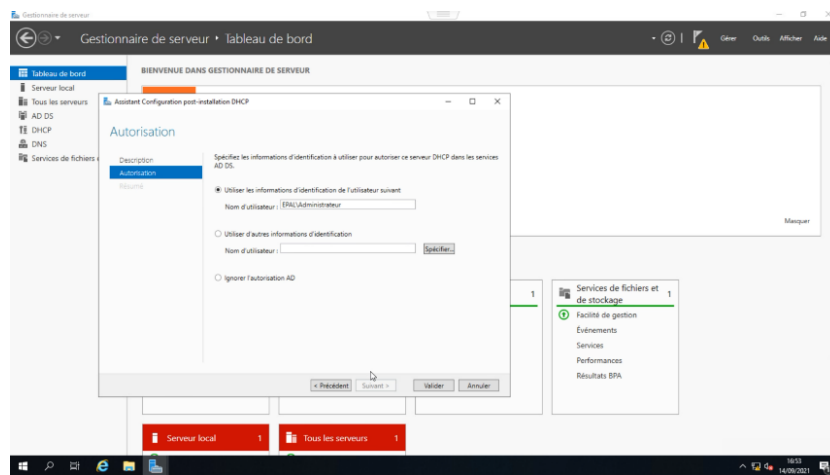 Gestionnaire de serveur
Gestionnaire de serveur • Tableau de bord
Gérer Outils Afficher Aide
Tableau de bord
Serveur local
Tous les serveurs
AD DS
DHCP
DNS
Services de fichiers
BIENVENUE DANS GESTIONNAIRE DE SERVEUR
Assistant Configuration post-installation DHCP
Autorisation
Description
Autorisation
Résumé
Spécifiez les informations d'identification à utiliser pour autoriser ce serveur DHCP dans les services
AD DS.
Utiliser les informations d'identification de l'utilisateur suivant
Nom d'utilisateur : EPAL\Administrateur
Utiliser d'autres informations d'identification
Nom d'utilisateur : Spécifier...
Ignorer l'autorisation AD
< Précédent Suivant > Valider Annuler
Masquer
1
Services de fichiers et
de stockage 1
Facilité de gestion
Événements
Services
Performances
Résultats BPA
Serveur local 1
Tous les serveurs 1
16:53
14/09/2021